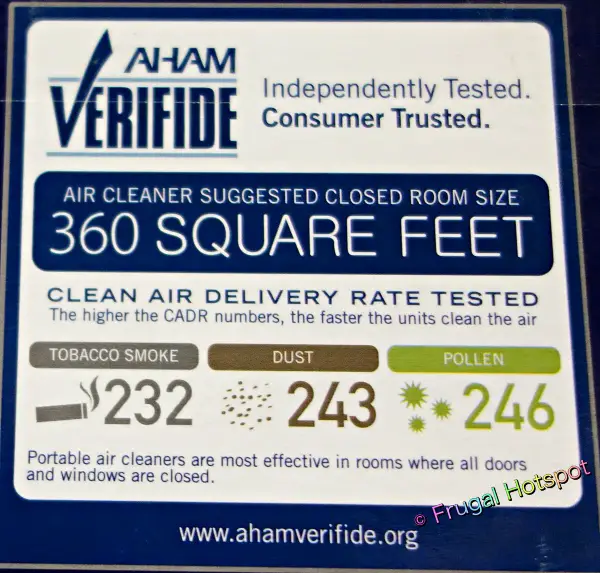 AHAM
VERIFIDE
Independently Tested.
Consumer Trusted.
AIR CLEANER SUGGESTED CLOSED ROOM SIZE
360 SQUARE FEET
CLEAN AIR DELIVERY RATE TESTED
The higher the CADR numbers, the faster the units clean the air
TOBACCO SMOKE DUST POLLEN
232 243 246
Portable air cleaners are most effective in rooms where all doors
and windows are closed.
© Frugal Hotspot
www.ahamverifide.org